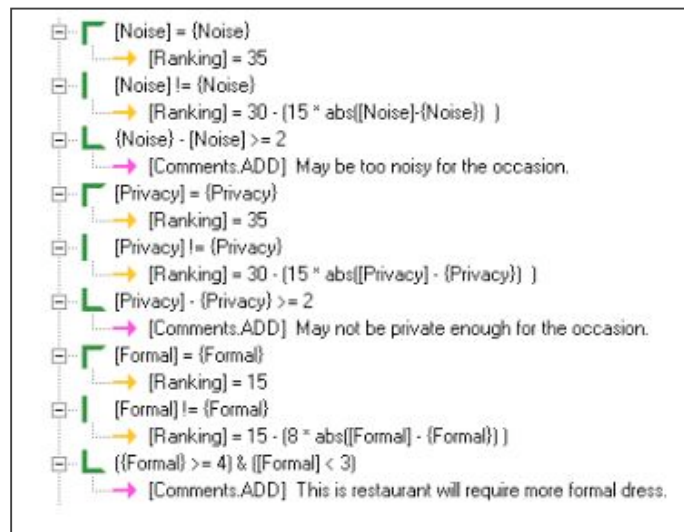 [Noise] = {Noise}
[Ranking] = 35
[Noise] != {Noise}
[Ranking] = 30 - (15 * abs([Noise]-{Noise}) )
{Noise} - [Noise] >= 2
[Comments.ADD] May be too noisy for the occasion.
[Privacy] = {Privacy}
[Ranking] = 35
[Privacy] != {Privacy}
[Ranking] = 30 - (15 * abs([Privacy] - {Privacy}) )
[Privacy] - {Privacy} >= 2
[Comments.ADD] May not be private enough for the occasion.
[Formal] = {Formal}
[Ranking] = 15
[Formal] != {Formal}
[Ranking] = 15 - (8 * abs([Formal] - {Formal}) )
({Formal} >= 4) & ([Formal] < 3)
[Comments.ADD] This is restaurant will require more formal dress.